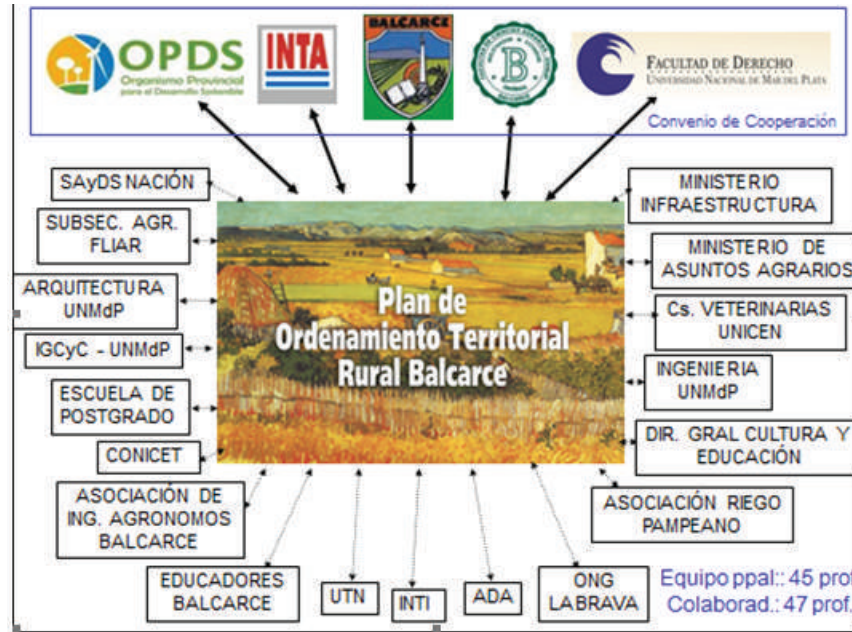 OPDS
Organismo Provincial
para el Desarrollo Sostenible
INTA
BALCARCE
B
FACULTAD DE DERECHO
UNIVERSIDAD NACIONAL DE MAR DEL PLATA
Convenio de Cooperación
SAyDS NACIÓN
SUBSEC. AGR.
FLIAR
ARQUITECTURA
UNMdP
IGCyC - UNMdP
ESCUELA DE
POSTGRADO
CONICET
ASOCIACIÓN DE
ING. AGRONOMOS
BALCARCE
EDUCADORES
BALCARCE
UTN
INTI
ADA
ONG
LA BRAVA
Plan de
Ordenamiento Territorial
Rural Balcarce
MINISTERIO
INFRAESTRUCTURA
MINISTERIO DE
ASUNTOS AGRARIOS
Cs. VETERINARIAS
UNICEN
INGENIERIA
UNMdP
DIR. GRAL CULTURA Y
EDUCACIÓN
ASOCIACIÓN RIEGO
PAMPEANO
Equipo ppal:: 45 prof
Colaborad.: 47 prof.